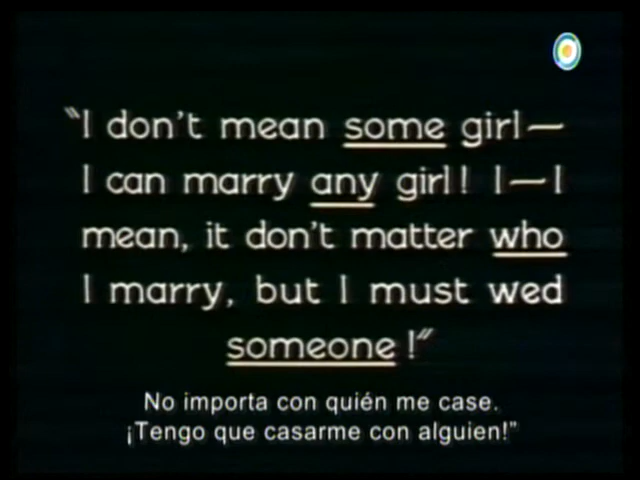 "I don't mean some girl—
I can marry any girl! I—I
mean, it don't matter who
I marry, but I must wed
someone!"
No importa con quién me case.
¡Tengo que casarme con alguien!"